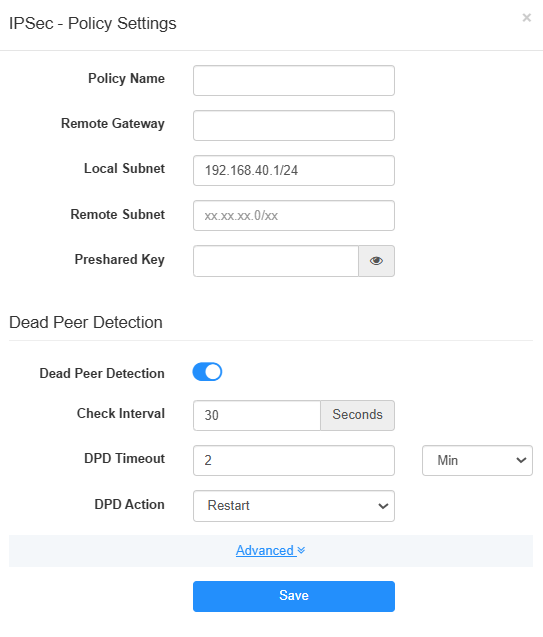 IPSec - Policy Settings ×
Policy Name
Remote Gateway
Local Subnet 192.168.40.1/24
Remote Subnet xx.xx.xx.0/xx
Preshared Key
Dead Peer Detection
Dead Peer Detection
Check Interval 30 Seconds
DPD Timeout 2 Min
DPD Action Restart
Advanced
Save